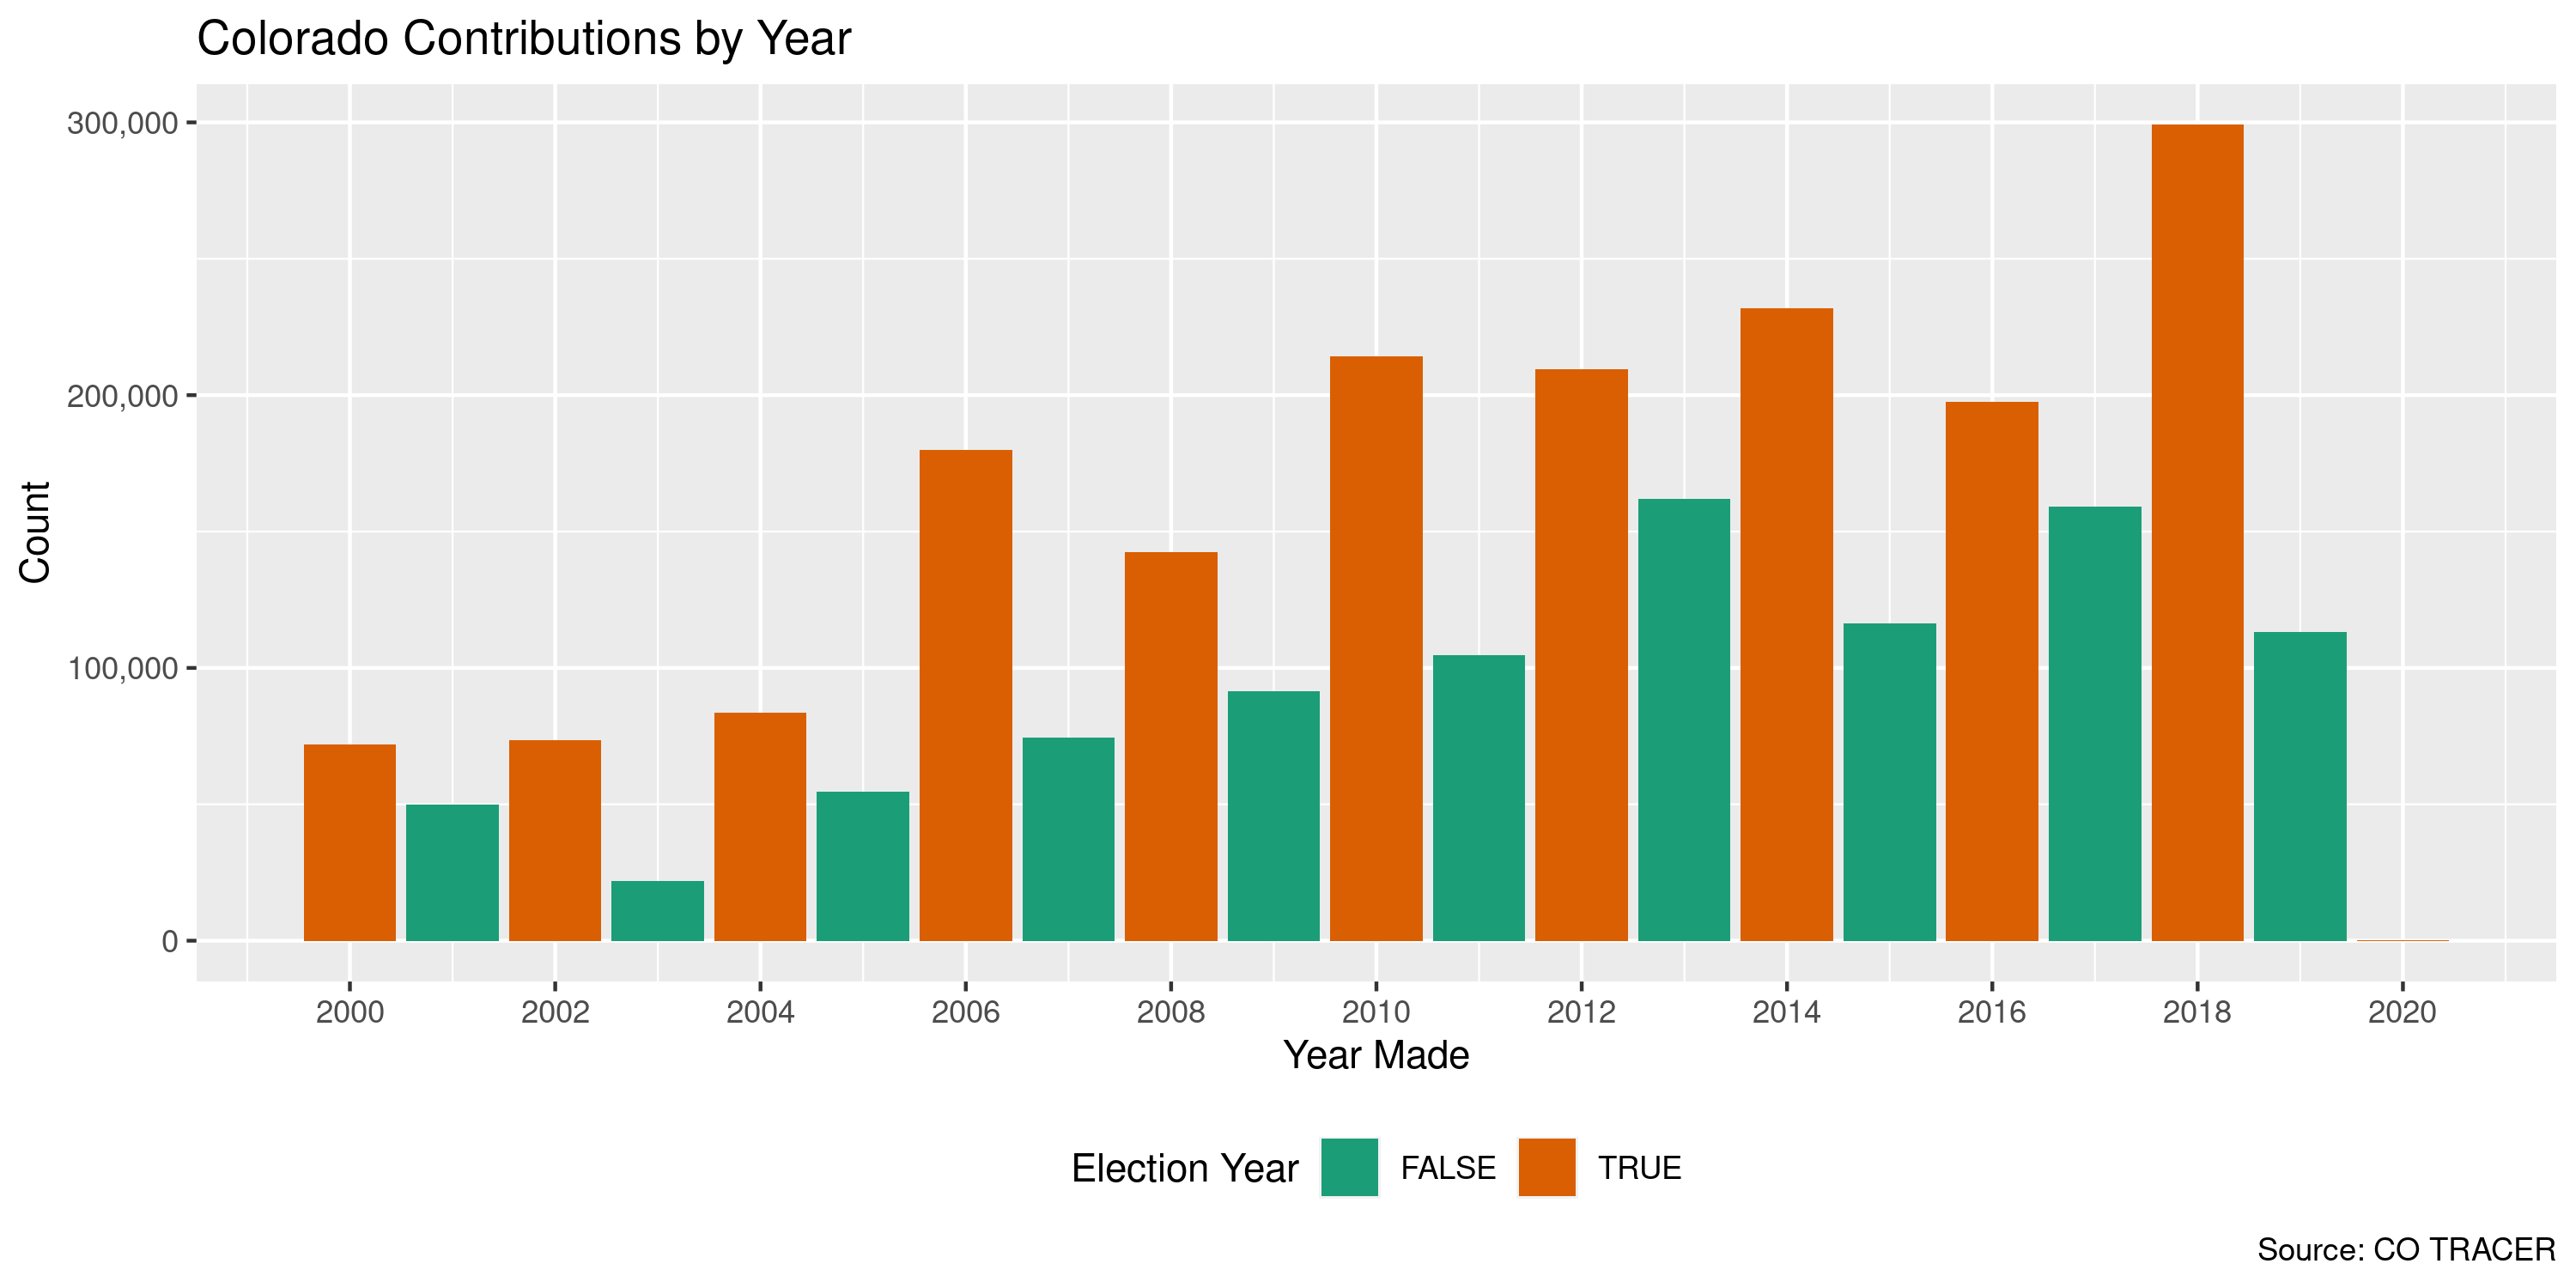 Colorado Contributions by Year
300,000
200,000
100,000
0
Count
2000 2002 2004 2006 2008 2010 2012 2014 2016 2018 2020
Year Made
Election Year FALSE TRUE
Source: CO TRACER